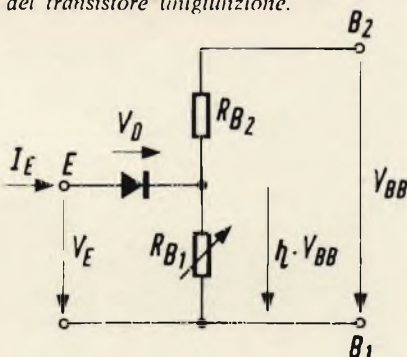 del transistore unigiunzione.
B2
RB2
VD
IE E
VBB
VE
RB1
η · VBB
B1